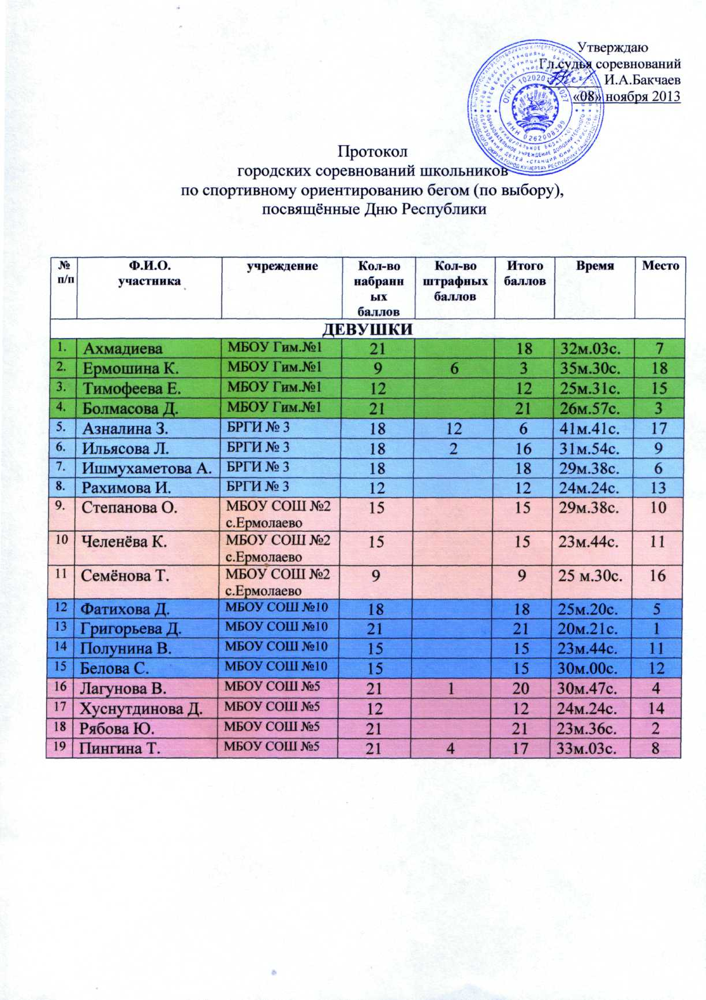 Утверждаю
Гл.судья соревнований
И.А.Бакчаев
«08» ноября 2013
ОГРН 102020
4027
ИНН 0262008399
Протокол
городских соревнований школьников
по спортивному ориентированию бегом (по выбору),
посвящённые Дню Республики
№ п/п Ф.И.О. участника учреждение Кол-во набранных баллов Кол-во штрафных баллов Итого баллов Время Место
ДЕВУШКИ
1. Ахмадиева МБОУ Гим.№1 21 18 32м.03с. 7
2. Ермошина К. МБОУ Гим.№1 9 6 3 35м.30с. 18
3. Тимофеева Е. МБОУ Гим.№1 12 12 25м.31с. 15
4. Болмасова Д. МБОУ Гим.№1 21 21 26м.57с. 3
5. Азналина З. БРГИ № 3 18 12 6 41м.41с. 17
6. Ильясова Л. БРГИ № 3 18 2 16 31м.54с. 9
7. Ишмухаметова А. БРГИ № 3 18 18 29м.38с. 6
8. Рахимова И. БРГИ № 3 12 12 24м.24с. 13
9. Степанова О. МБОУ СОШ №2 с.Ермолаево 15 15 29м.38с. 10
10 Челенёва К. МБОУ СОШ №2 с.Ермолаево 15 15 23м.44с. 11
11 Семёнова Т. МБОУ СОШ №2 с.Ермолаево 9 9 25 м.30с. 16
12 Фатихова Д. МБОУ СОШ №10 18 18 25м.20с. 5
13 Григорьева Д. МБОУ СОШ №10 21 21 20м.21с. 1
14 Полунина В. МБОУ СОШ №10 15 15 23м.44с. 11
15 Белова С. МБОУ СОШ №10 15 15 30м.00с. 12
16 Лагунова В. МБОУ СОШ №5 21 1 20 30м.47с. 4
17 Хуснутдинова Д. МБОУ СОШ №5 12 12 24м.24с. 14
18 Рябова Ю. МБОУ СОШ №5 21 21 23м.36с. 2
19 Пингина Т. МБОУ СОШ №5 21 4 17 33м.03с. 8